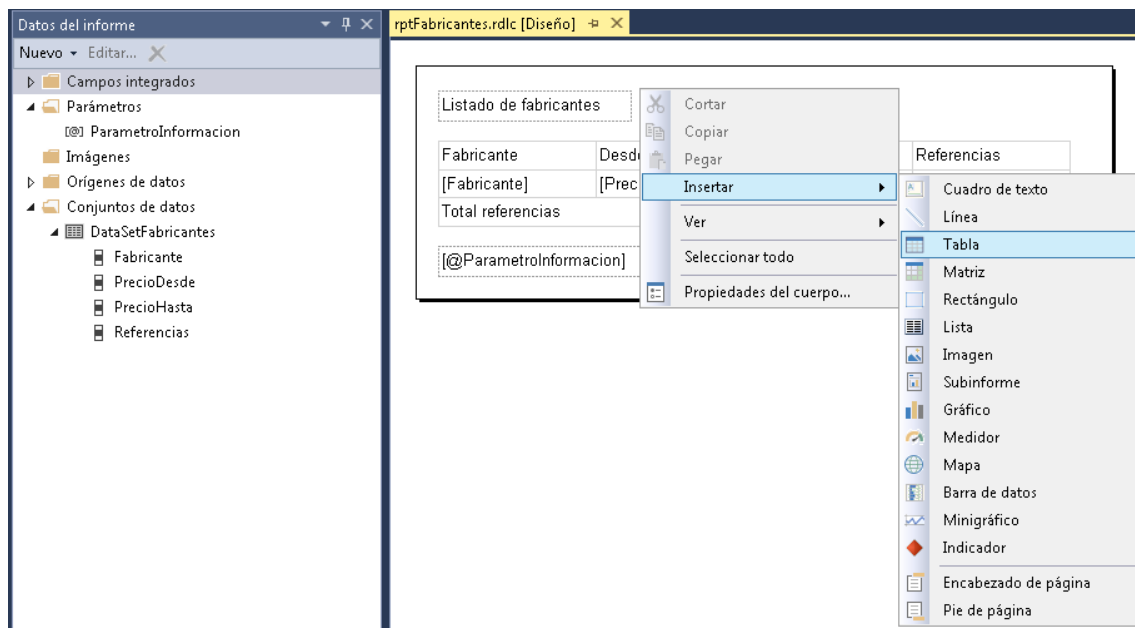 Datos del informe
Nuevo Editar...
Campos integrados
Parámetros
[@] ParametroInformacion
Imágenes
Orígenes de datos
Conjuntos de datos
DataSetFabricantes
Fabricante
PrecioDesde
PrecioHasta
Referencias
rptFabricantes.rdlc [Diseño]
Listado de fabricantes
Fabricante Desd Referencias
[Fabricante] [Prec
Total referencias
[@ParametroInformacion]
Cortar
Copiar
Pegar
Insertar
Ver
Seleccionar todo
Propiedades del cuerpo...
Cuadro de texto
Línea
Tabla
Matriz
Rectángulo
Lista
Imagen
Subinforme
Gráfico
Medidor
Mapa
Barra de datos
Minigráfico
Indicador
Encabezado de página
Pie de página